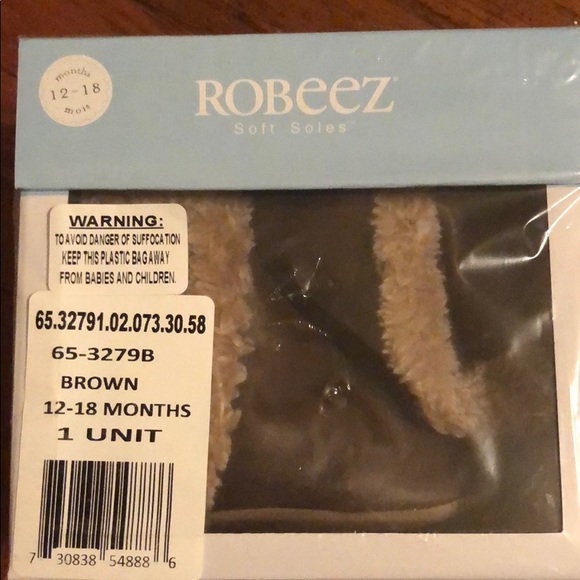 months
12-18
mois
ROBeeZ
Soft Soles™
WARNING:
TO AVOID DANGER OF SUFFOCATION
KEEP THIS PLASTIC BAG AWAY
FROM BABIES AND CHILDREN.
65.32791.02.073.30.58
65-3279B
BROWN
12-18 MONTHS
1 UNIT
7 30838 54888 6